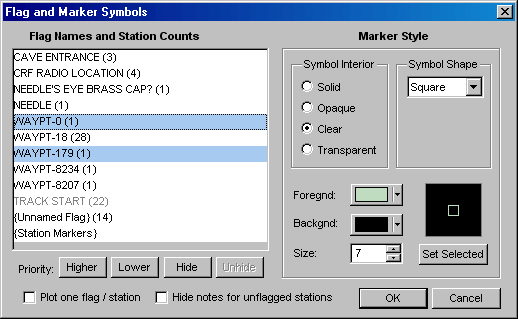 Flag and Marker Symbols
Flag Names and Station Counts
CAVE ENTRANCE (3)
CRF RADIO LOCATION (4)
NEEDLE'S EYE BRASS CAP? (1)
NEEDLE (1)
WAYPT-0 (1)
WAYPT-18 (28)
WAYPT-179 (1)
WAYPT-8234 (1)
WAYPT-8207 (1)
TRACK START (22)
{Unnamed Flag} (14)
{Station Markers}
Priority: Higher Lower Hide Unhide
Marker Style
Symbol Interior
Solid
Opaque
Clear
Transparent
Symbol Shape
Square
Foregnd:
Backgnd:
Size: 7
Set Selected
Plot one flag / station
Hide notes for unflagged stations
OK
Cancel